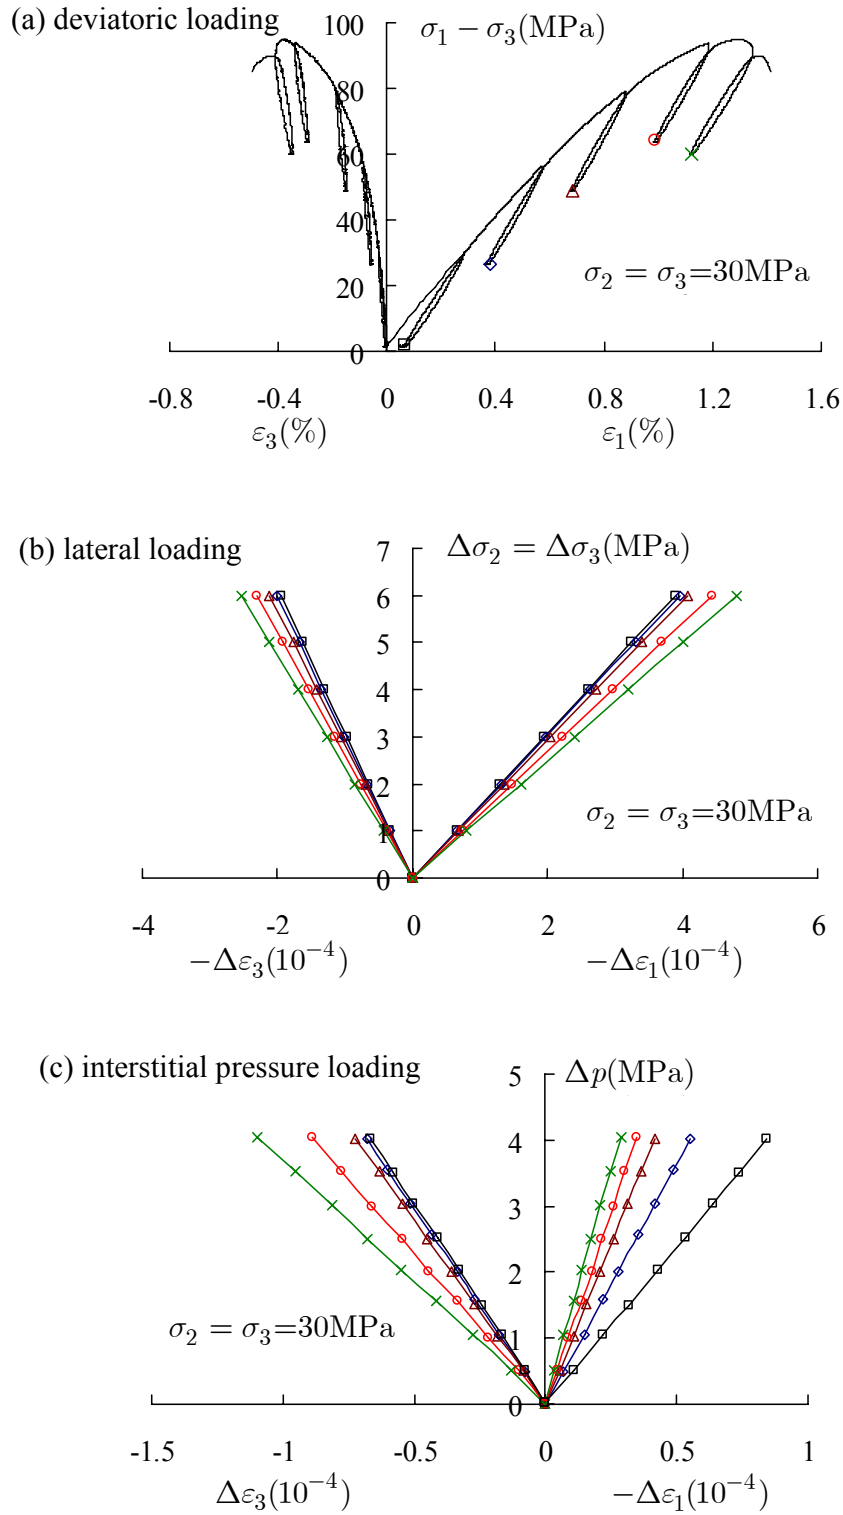 (a) deviatoric loading
σ₁ − σ₃(MPa)
100
80
60
40
20
0
σ₂ = σ₃=30MPa
-0.8 -0.4 0 0.4 0.8 1.2 1.6
ε₃(%) ε₁(%)
(b) lateral loading
Δσ₂ = Δσ₃(MPa)
7
6
5
4
3
2
1
0
σ₂ = σ₃=30MPa
-4 -2 0 2 4 6
−Δε₃(10⁻⁴) −Δε₁(10⁻⁴)
(c) interstitial pressure loading
Δp(MPa)
5
4
3
2
1
0
σ₂ = σ₃=30MPa
-1.5 -1 -0.5 0 0.5 1
Δε₃(10⁻⁴) −Δε₁(10⁻⁴)